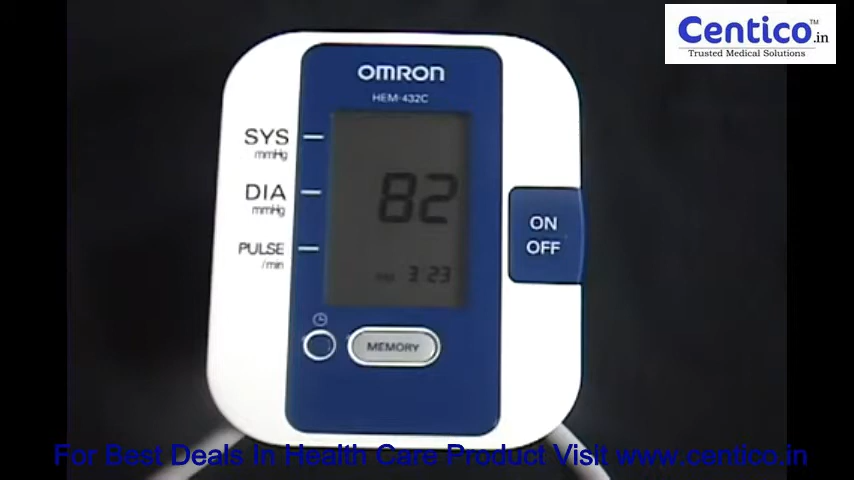 Centico.in
TM
Trusted Medical Solutions
OMRON
HEM-432C
SYS
mmHg
DIA
mmHg
82
PULSE
/min
3:23
ON
OFF
MEMORY
For Best Deals In Health Care Product Visit www.centico.in